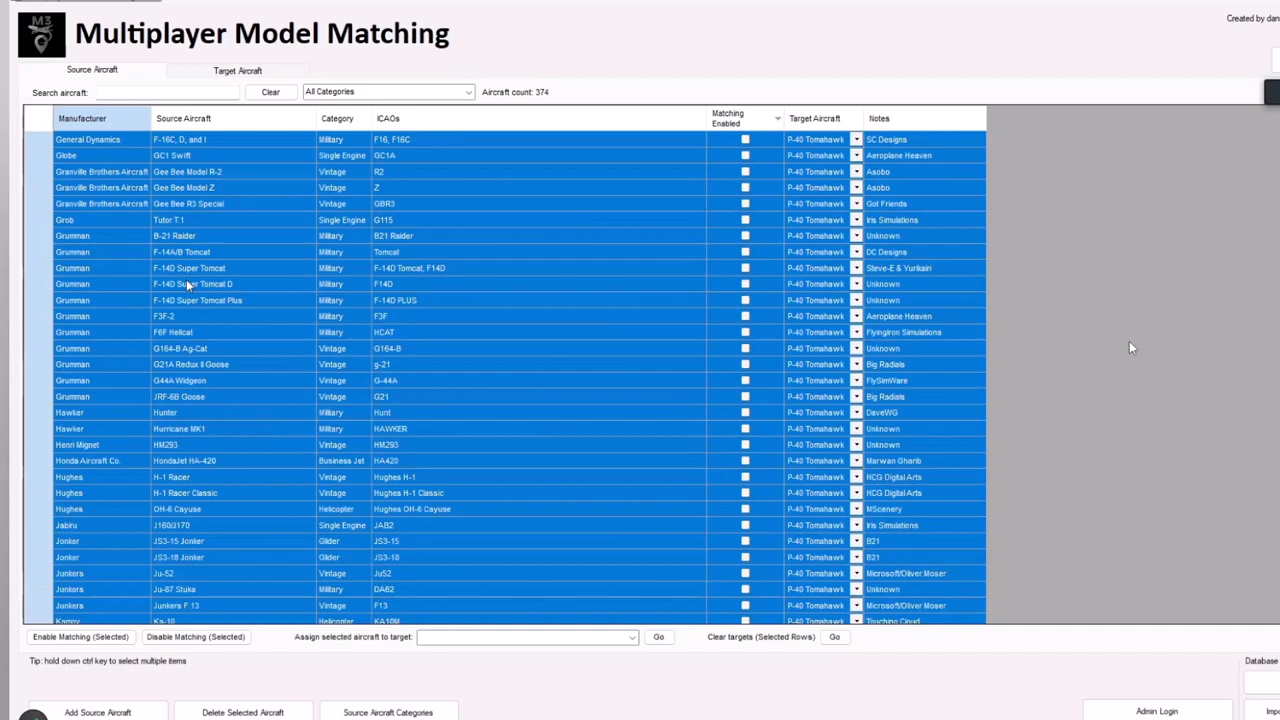 M3
Multiplayer Model Matching
Created by dan
Source Aircraft Target Aircraft
Search aircraft: Clear All Categories Aircraft count: 374
Manufacturer Source Aircraft Category ICAOs Matching Enabled Target Aircraft Notes
General Dynamics F-16C, D, and I Military F16, F16C P-40 Tomahawk SC Designs
Globe GC1 Swift Single Engine GC1A P-40 Tomahawk Aeroplane Heaven
Granville Brothers Aircraft Gee Bee Model R-2 Vintage R2 P-40 Tomahawk Asobo
Granville Brothers Aircraft Gee Bee Model Z Vintage Z P-40 Tomahawk Asobo
Granville Brothers Aircraft Gee Bee R3 Special Vintage GBR3 P-40 Tomahawk Got Friends
Grob Tutor T.1 Single Engine G115 P-40 Tomahawk Iris Simulations
Grumman B-21 Raider Military B21 Raider P-40 Tomahawk Unknown
Grumman F-14A/B Tomcat Military Tomcat P-40 Tomahawk DC Designs
Grumman F-14D Super Tomcat Military F-14D Tomcat, F14D P-40 Tomahawk Steve-E & Yurikairi
Grumman F-14D Super Tomcat D Military F14D P-40 Tomahawk Unknown
Grumman F-14D Super Tomcat Plus Military F-14D PLUS P-40 Tomahawk Unknown
Grumman F3F-2 Military F3F P-40 Tomahawk Aeroplane Heaven
Grumman F6F Hellcat Military HCAT P-40 Tomahawk FlyingIron Simulations
Grumman G164-B Ag-Cat Vintage G164-B P-40 Tomahawk Unknown
Grumman G21A Redux II Goose Vintage g-21 P-40 Tomahawk Big Radials
Grumman G44A Widgeon Vintage G-44A P-40 Tomahawk FlySimWare
Grumman JRF-6B Goose Vintage G21 P-40 Tomahawk Big Radials
Hawker Hunter Military Hunt P-40 Tomahawk DaveWG
Hawker Hurricane MK1 Military HAWKER P-40 Tomahawk Unknown
Henri Mignet HM293 Vintage HM293 P-40 Tomahawk Unknown
Honda Aircraft Co. HondaJet HA-420 Business Jet HA420 P-40 Tomahawk Marwan Gharib
Hughes H-1 Racer Vintage Hughes H-1 P-40 Tomahawk HCG Digital Arts
Hughes H-1 Racer Classic Vintage Hughes H-1 Classic P-40 Tomahawk HCG Digital Arts
Hughes OH-6 Cayuse Helicopter Hughes OH-6 Cayuse P-40 Tomahawk MScenery
Jabiru J160/J170 Single Engine JAB2 P-40 Tomahawk Iris Simulations
Jonker JS3-15 Jonker Glider JS3-15 P-40 Tomahawk B21
Jonker JS3-18 Jonker Glider JS3-18 P-40 Tomahawk B21
Junkers Ju-52 Vintage Ju52 P-40 Tomahawk Microsoft/Oliver Moser
Junkers Ju-87 Stuka Military DA62 P-40 Tomahawk Unknown
Junkers Junkers F 13 Vintage F13 P-40 Tomahawk Microsoft/Oliver Moser
Kamov Ka-10 Helicopter KA10M P-40 Tomahawk Touching Cloud
Enable Matching (Selected) Disable Matching (Selected) Assign selected aircraft to target: Go Clear targets (Selected Rows) Go
Tip: hold down ctrl key to select multiple items
Database
Add Source Aircraft Delete Selected Aircraft Source Aircraft Categories Admin Login Impo